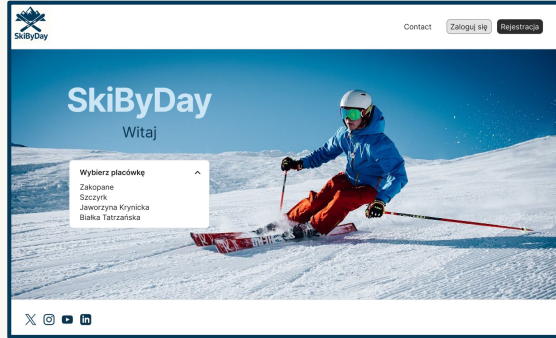 SkiByDay
Contact
Zaloguj się
Rejestracja
SkiByDay
Witaj
Wybierz placówkę
Zakopane
Szczyrk
Jaworzyna Krynicka
Białka Tatrzańska